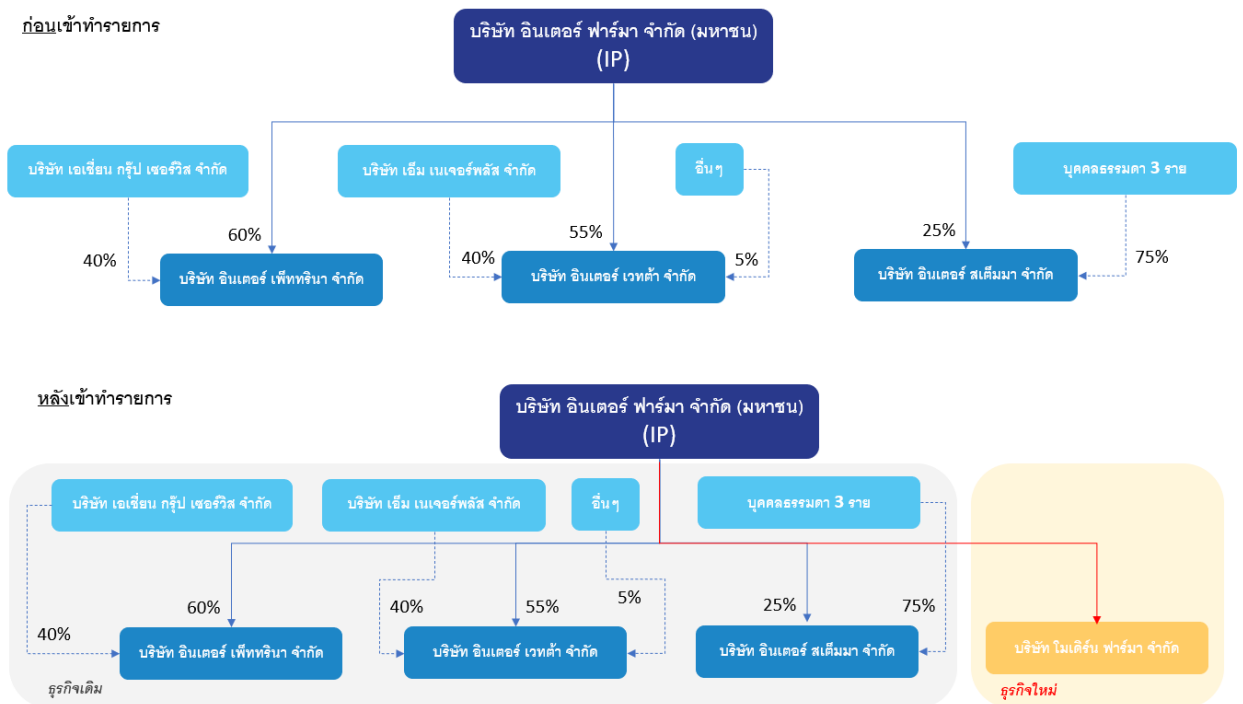 ก่อนเข้าทำรายการ
บริษัท อินเตอร์ ฟาร์มา จำกัด (มหาชน)
(IP)
บริษัท เอเชี่ยน กรุ๊ป เซอร์วิส จำกัด
บริษัท เอ็ม เนเจอร์พลัส จำกัด
อื่นๆ
บุคคลธรรมดา 3 ราย
40%
60%
40%
55%
5%
25%
75%
บริษัท อินเตอร์ เพ็ททรินา จำกัด
บริษัท อินเตอร์ เวทต้า จำกัด
บริษัท อินเตอร์ สเต็มมา จำกัด
หลังเข้าทำรายการ
บริษัท อินเตอร์ ฟาร์มา จำกัด (มหาชน)
(IP)
บริษัท เอเชี่ยน กรุ๊ป เซอร์วิส จำกัด
บริษัท เอ็ม เนเจอร์พลัส จำกัด
อื่นๆ
บุคคลธรรมดา 3 ราย
40%
60%
40%
55%
5%
25%
75%
บริษัท อินเตอร์ เพ็ททรินา จำกัด
บริษัท อินเตอร์ เวทต้า จำกัด
บริษัท อินเตอร์ สเต็มมา จำกัด
บริษัท โมเดิร์น ฟาร์มา จำกัด
ธุรกิจเดิม
ธุรกิจใหม่